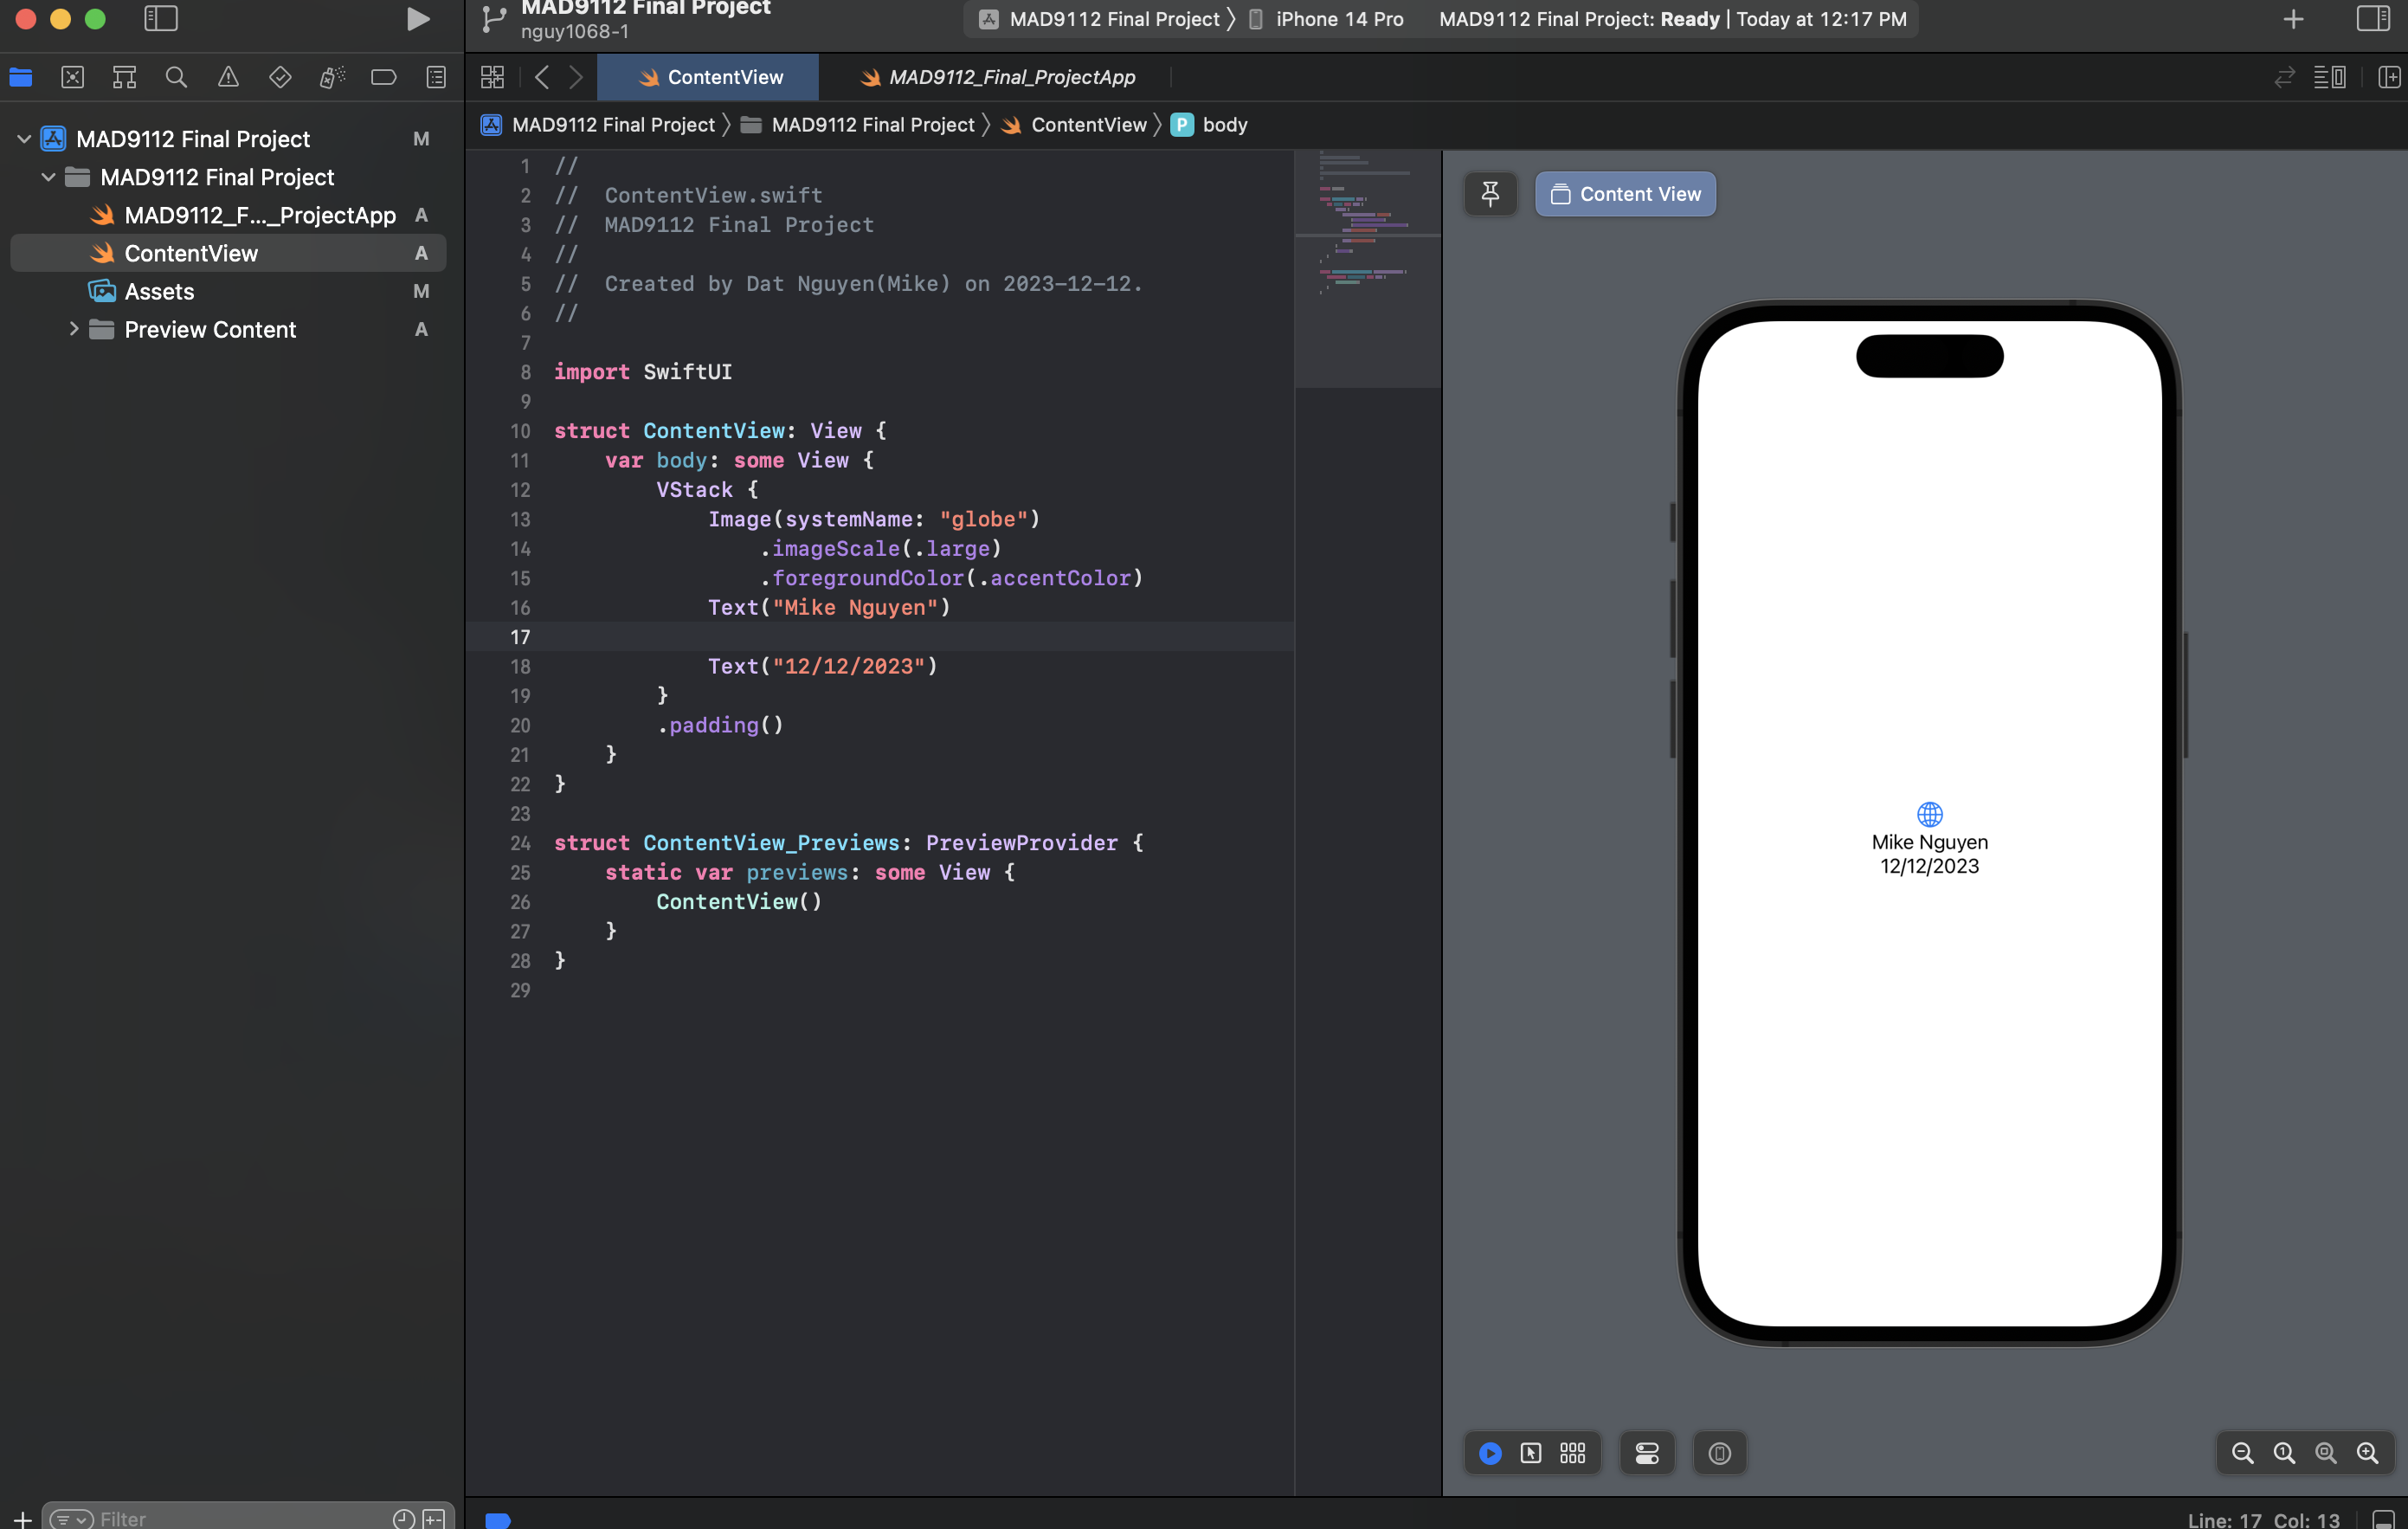 MAD9112 Final Project
nguy1068-1
MAD9112 Final Project 〉 iPhone 14 Pro
MAD9112 Final Project: Ready | Today at 12:17 PM
ContentView
MAD9112_Final_ProjectApp
MAD9112 Final Project 〉 MAD9112 Final Project 〉 ContentView 〉 P body
MAD9112 Final Project M
MAD9112 Final Project
MAD9112_F..._ProjectApp A
ContentView A
Assets M
Preview Content A
1 //
2 //  ContentView.swift
3 //  MAD9112 Final Project
4 //
5 //  Created by Dat Nguyen(Mike) on 2023-12-12.
6 //
7
8 import SwiftUI
9
10 struct ContentView: View {
11     var body: some View {
12         VStack {
13             Image(systemName: "globe")
14                 .imageScale(.large)
15                 .foregroundColor(.accentColor)
16             Text("Mike Nguyen")
17
18             Text("12/12/2023")
19         }
20         .padding()
21     }
22 }
23
24 struct ContentView_Previews: PreviewProvider {
25     static var previews: some View {
26         ContentView()
27     }
28 }
29
Content View
Mike Nguyen
12/12/2023
Filter
Line: 17 Col: 13